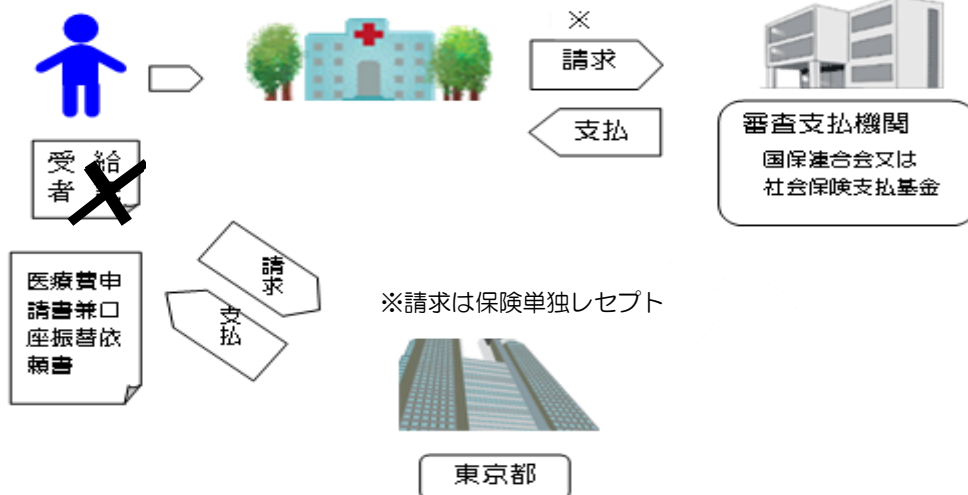 ※
請求
支払
審査支払機関
国保連合会又は
社会保険支払基金
受 給
者
医療費申
請書兼口
座振替依
頼書
請求
支払
※請求は保険単独レセプト
東京都